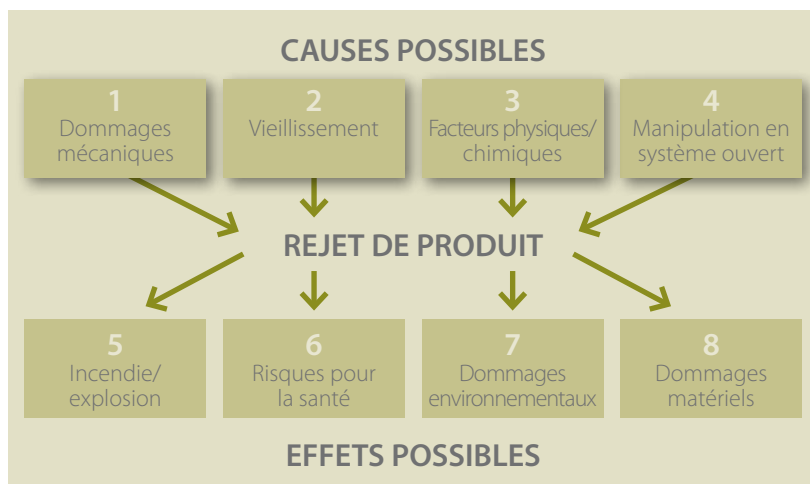 CAUSES POSSIBLES
1
Dommages
mécaniques
2
Vieillissement
3
Facteurs physiques/
chimiques
4
Manipulation en
système ouvert
REJET DE PRODUIT
5
Incendie/
explosion
6
Risques pour
la santé
7
Dommages
environnementaux
8
Dommages
matériels
EFFETS POSSIBLES